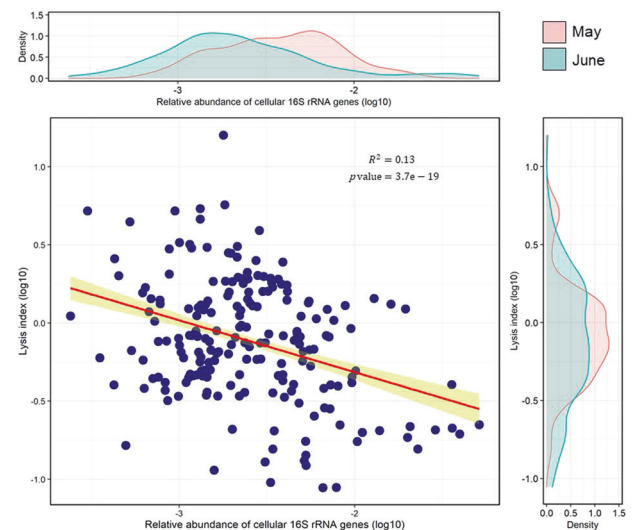 1.5
1.0
0.5
0.0
Density
-3
-2
Relative abundance of cellular 16S rRNA genes (log10)
May
June
R² = 0.13
p value = 3.7e − 19
1.0
0.5
0.0
-0.5
-1.0
Lysis index (log10)
-3
-2
Relative abundance of cellular 16S rRNA genes (log10)
1.0
0.5
0.0
-0.5
-1.0
Lysis index (log10)
0.0
0.5
1.0
1.5
Density